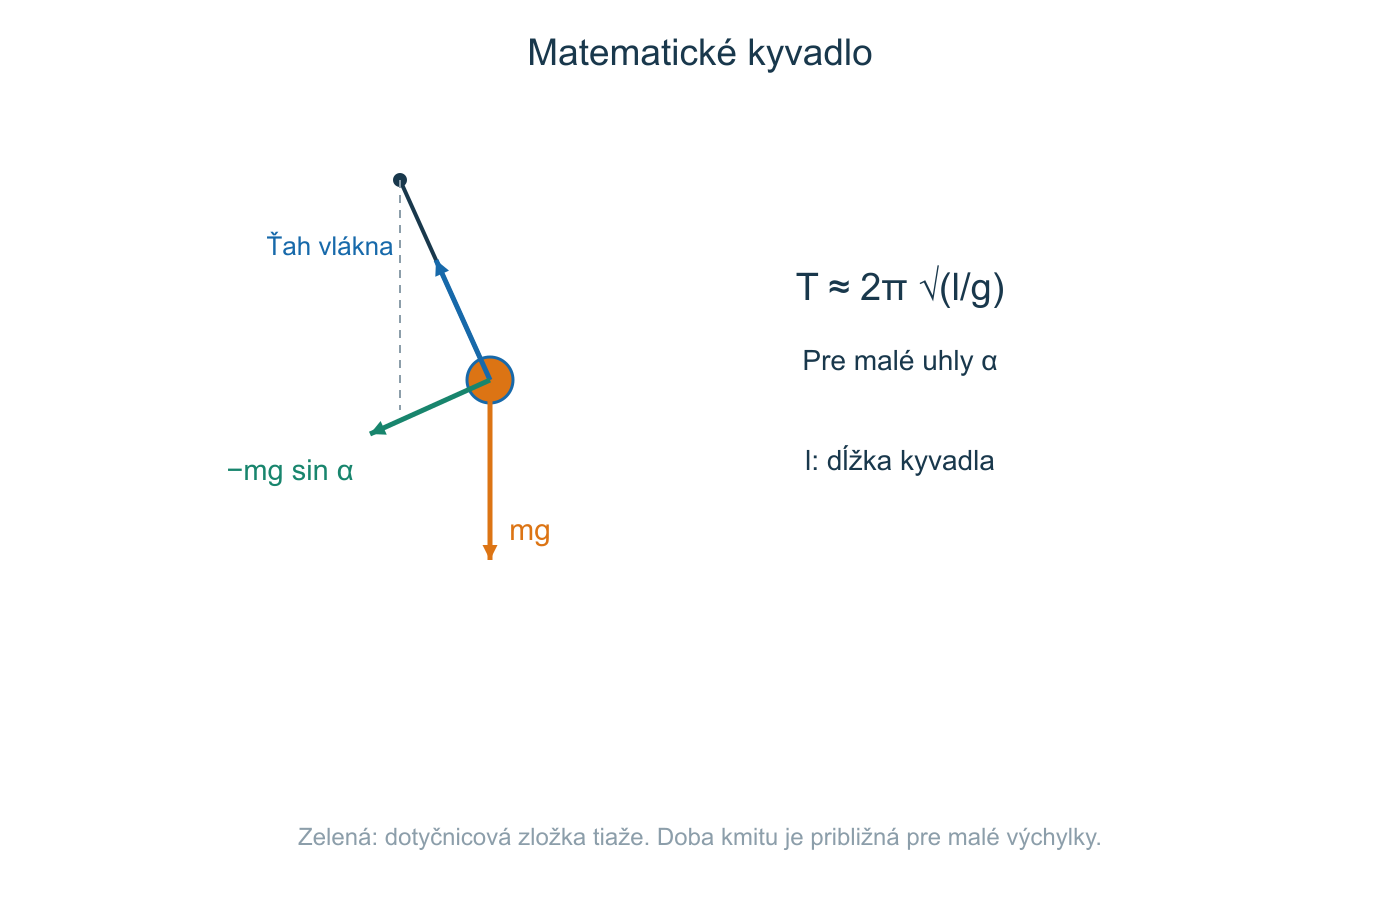 Matematické kyvadlo
Ťah vlákna
T ≈ 2π √(l/g)
Pre malé uhly α
l: dĺžka kyvadla
−mg sin α
mg
Zelená: dotyčnicová zložka tiaže. Doba kmitu je približná pre malé výchylky.